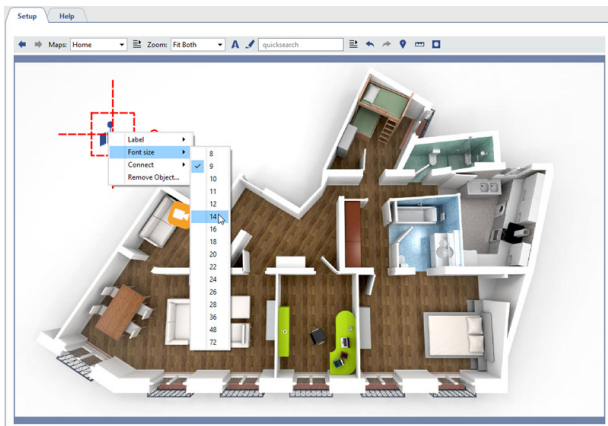 Setup Help
Maps: Home Zoom: Fit Both A quicksearch
Label
Font size
Connect
Remove Object...
8
9
10
11
12
14
16
18
20
22
24
26
28
36
48
72